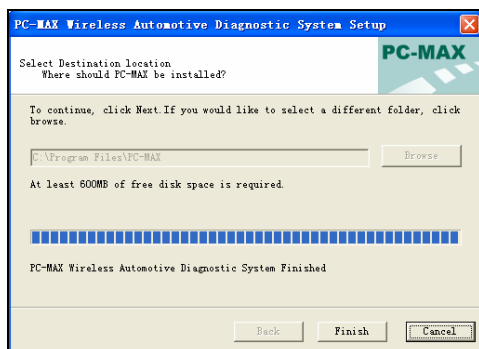 PC-MAX Wireless Automotive Diagnostic System Setup
Select Destination location
Where should PC-MAX be installed?
PC-MAX
To continue, click Next.If you would like to select a different folder, click
browse.
C:\Program Files\PC-MAX
Browse
At least 600MB of free disk space is required.
PC-MAX Wireless Automotive Diagnostic System Finished
Back
Finish
Cancel